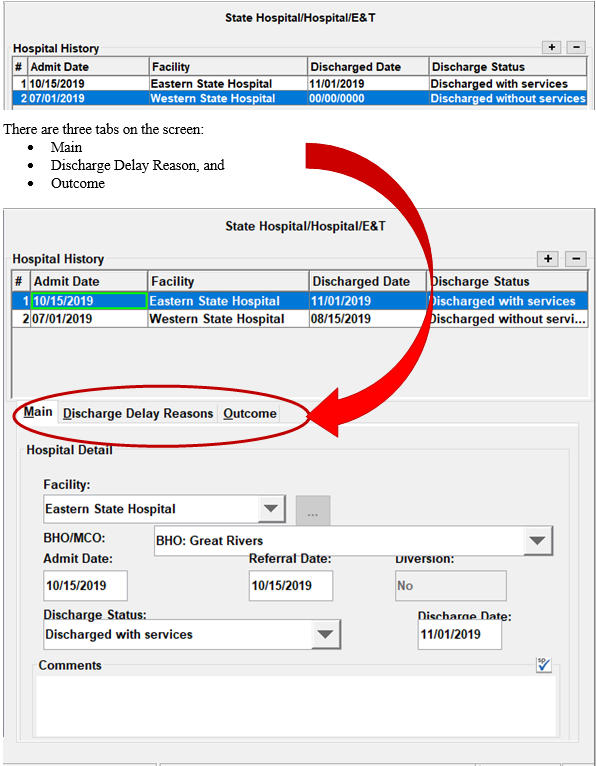 State Hospital/Hospital/E&T
Hospital History + −
# Admit Date Facility Discharged Date Discharge Status
1 10/15/2019 Eastern State Hospital 11/01/2019 Discharged with services
2 07/01/2019 Western State Hospital 00/00/0000 Discharged without services
There are three tabs on the screen:
• Main
• Discharge Delay Reason, and
• Outcome
State Hospital/Hospital/E&T
Hospital History + −
# Admit Date Facility Discharged Date Discharge Status
1 10/15/2019 Eastern State Hospital 11/01/2019 Discharged with services
2 07/01/2019 Western State Hospital 08/15/2019 Discharged without servi...
Main Discharge Delay Reasons Outcome
Hospital Detail
Facility:
Eastern State Hospital ...
BHO/MCO: BHO: Great Rivers
Admit Date: Referral Date: Diversion:
10/15/2019 10/15/2019 No
Discharge Status: Discharge Date:
Discharged with services 11/01/2019
Comments sp